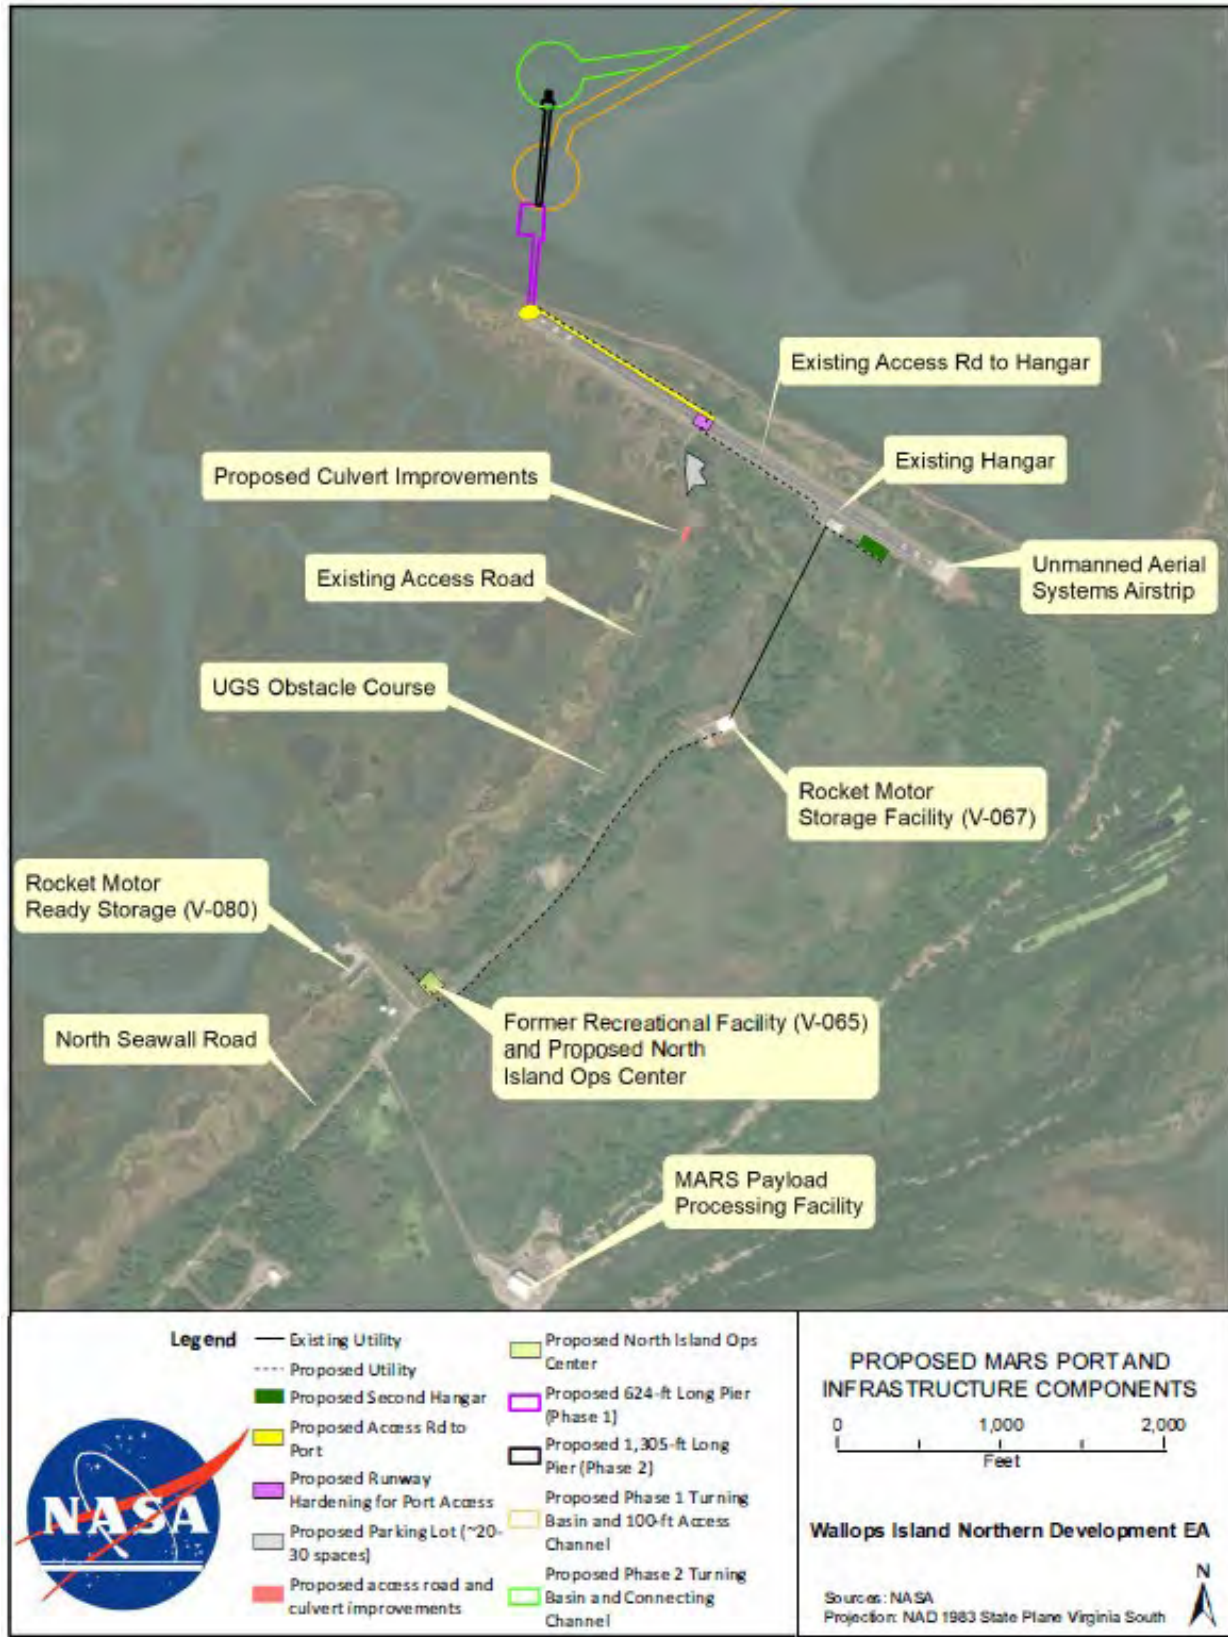 Existing Access Rd to Hangar
Existing Hangar
Proposed Culvert Improvements
Unmanned Aerial
Systems Airstrip
Existing Access Road
UGS Obstacle Course
Rocket Motor
Storage Facility (V-067)
Rocket Motor
Ready Storage (V-080)
Former Recreational Facility (V-065)
and Proposed North
Island Ops Center
North Seawall Road
MARS Payload
Processing Facility
Legend
Existing Utility
Proposed Utility
Proposed Second Hangar
Proposed Access Rd to
Port
Proposed Runway
Hardening for Port Access
Proposed Parking Lot (~20-
30 spaces)
Proposed access road and
culvert improvements
Proposed North Island Ops
Center
Proposed 624-ft Long Pier
(Phase 1)
Proposed 1,305-ft Long
Pier (Phase 2)
Proposed Phase 1 Turning
Basin and 100-ft Access
Channel
Proposed Phase 2 Turning
Basin and Connecting
Channel
NASA
PROPOSED MARS PORT AND
INFRASTRUCTURE COMPONENTS
0 1,000 2,000
Feet
Wallops Island Northern Development EA
N
Sources: NASA
Projection: NAD 1983 State Plane Virginia South